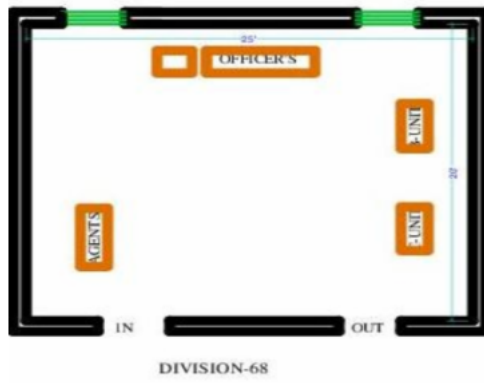 25'
OFFICER'S
-UNIT
20'
AGENTS
-UNIT
IN
OUT
DIVISION-68